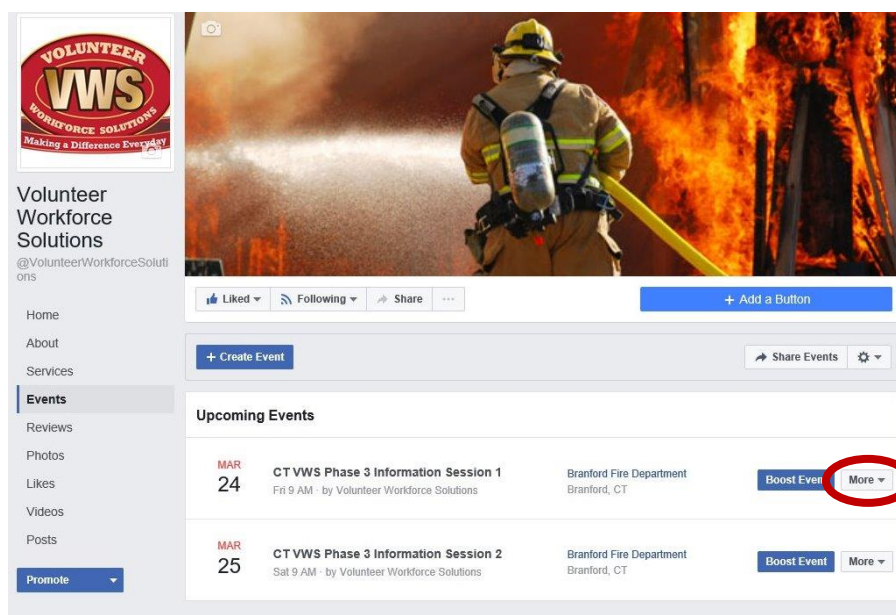 VOLUNTEER
VWS
WORKFORCE SOLUTIONS
Making a Difference Everyday
Volunteer
Workforce
Solutions
@VolunteerWorkforceSoluti
ons
Home
About
Services
Events
Reviews
Photos
Likes
Videos
Posts
Promote
Liked
Following
Share
...
+ Add a Button
+ Create Event
Share Events
Upcoming Events
MAR
24
CT VWS Phase 3 Information Session 1
Fri 9 AM · by Volunteer Workforce Solutions
Branford Fire Department
Branford, CT
Boost Event
More
MAR
25
CT VWS Phase 3 Information Session 2
Sat 9 AM · by Volunteer Workforce Solutions
Branford Fire Department
Branford, CT
Boost Event
More